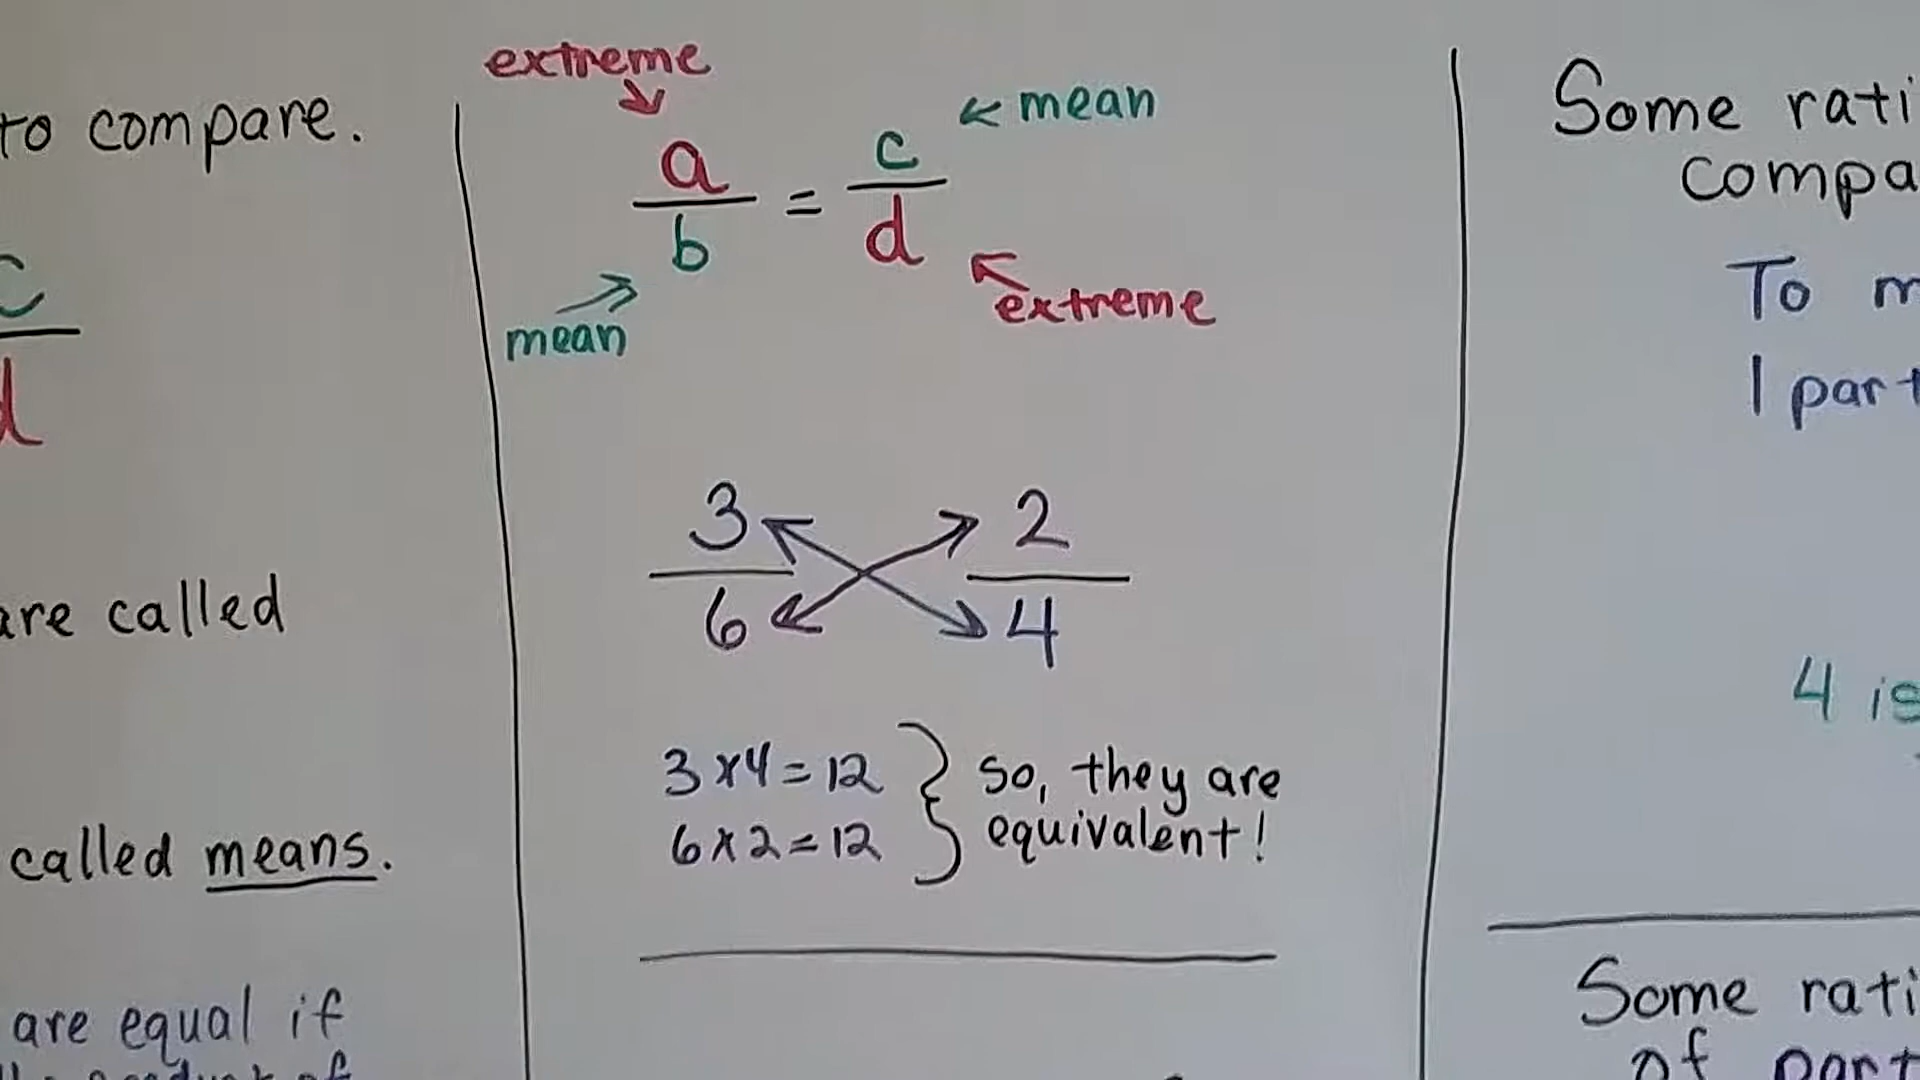 to compare.
c
d
are called
called means.
are equal if
extreme
a
b
=
c
d
mean
mean
extreme
3
6
2
4
3 x 4 = 12
6 x 2 = 12
so, they are
equivalent!
Some rati
compa
To m
1 part
4 is
Some rati
of part